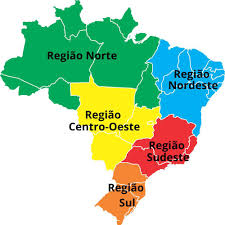 Região Norte
Região
Nordeste
Região
Centro-Oeste
Região
Sudeste
Região
Sul